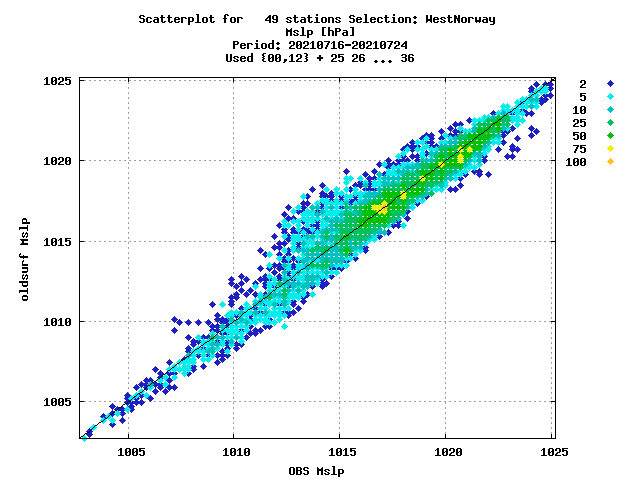 Scatterplot for   49 stations Selection: WestNorway
Mslp [hPa]
Period: 20210716-20210724
Used {00,12} + 25 26 ... 36
1025
1020
1015
1010
1005
oldsurf Mslp
1005 1010 1015 1020 1025
OBS Mslp
2
5
10
25
50
75
100